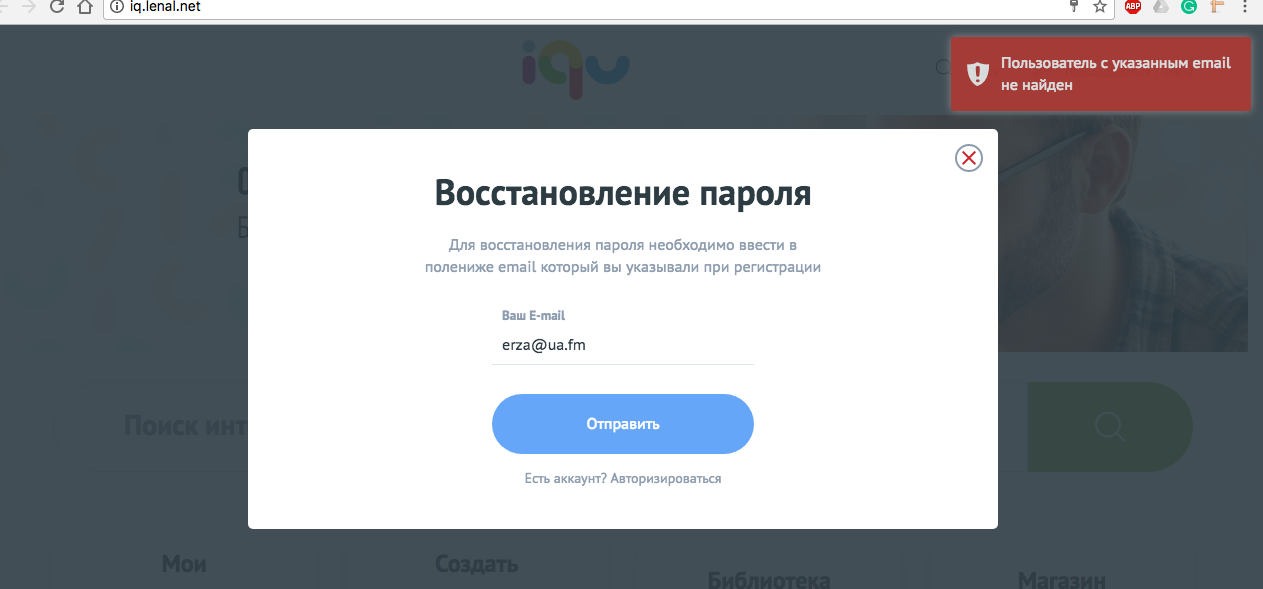 iq.lenal.net
ABP
iqu
Пользователь с указанным email
не найден
Восстановление пароля
Для восстановления пароля необходимо ввести в
полениже email который вы указывали при регистрации
Ваш E-mail
erza@ua.fm
Поиск инт
Отправить
Есть аккаунт? Авторизироваться
Мои
Создать
Библиотека
Магазин